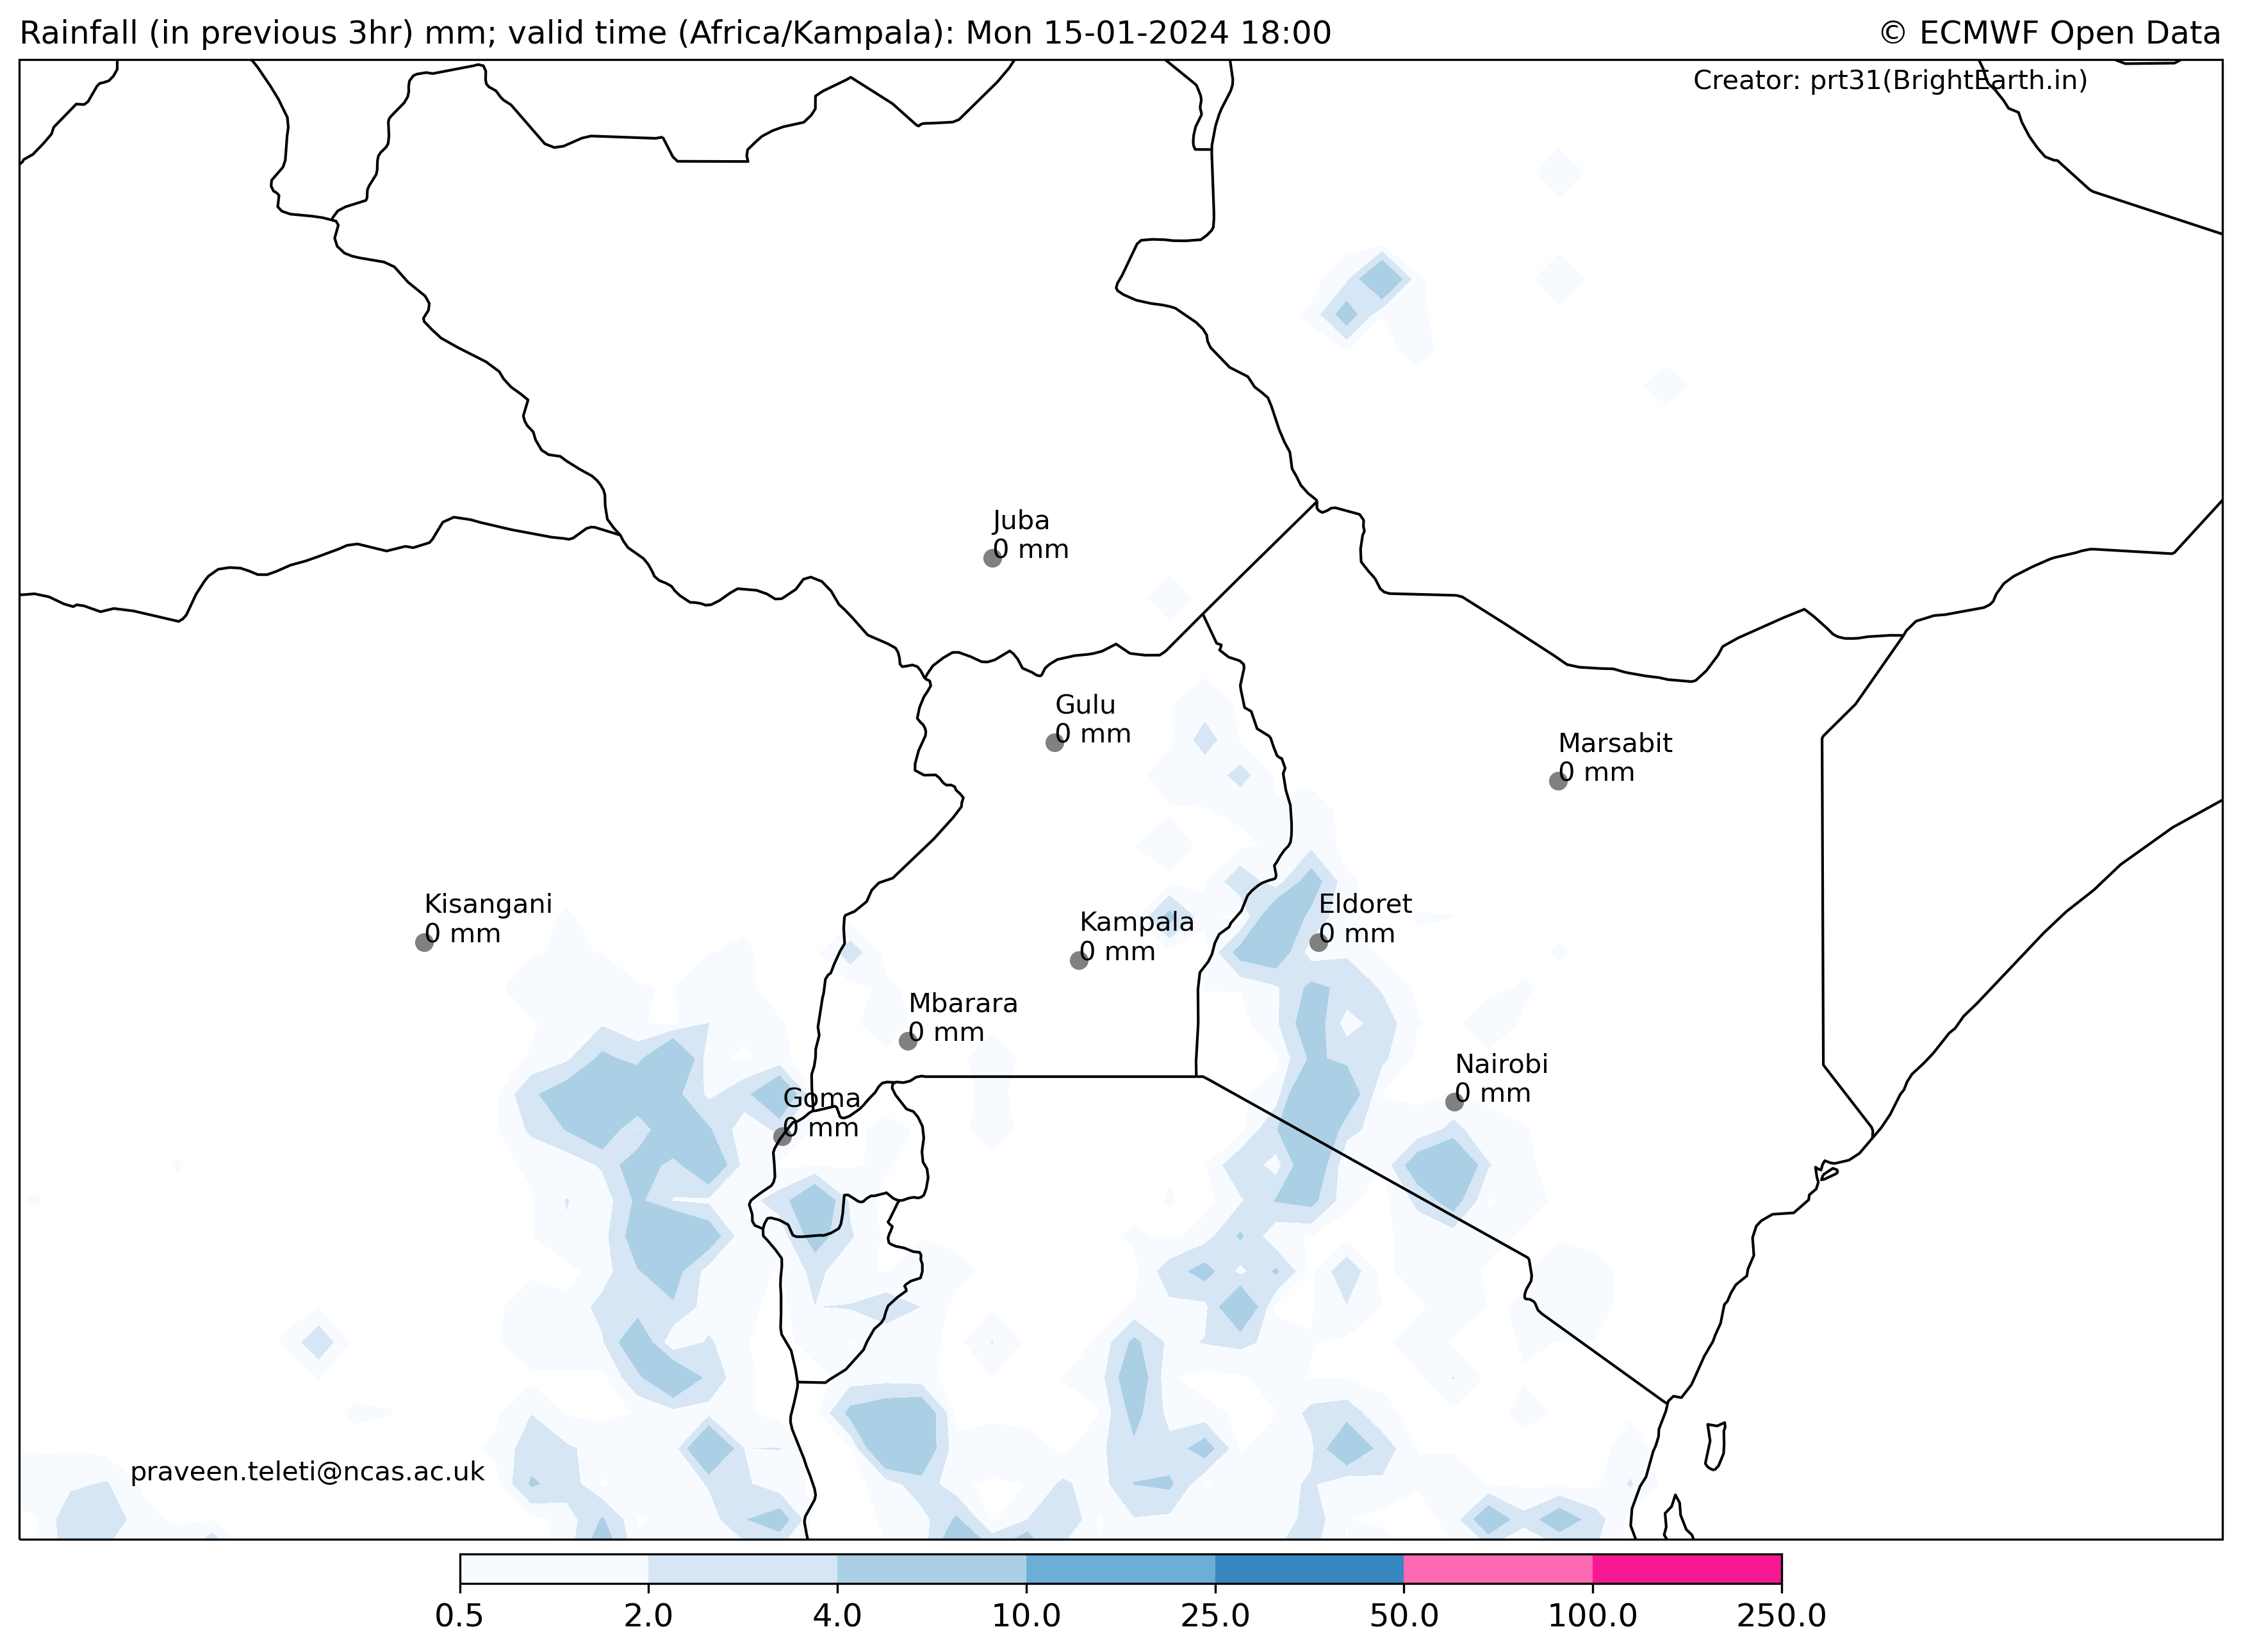 Rainfall (in previous 3hr) mm; valid time (Africa/Kampala): Mon 15-01-2024 18:00
© ECMWF Open Data
Creator: prt31(BrightEarth.in)
Juba
0 mm
Gulu
0 mm
Marsabit
0 mm
Kisangani
0 mm
Eldoret
0 mm
Kampala
0 mm
Mbarara
0 mm
Nairobi
0 mm
Goma
0 mm
praveen.teleti@ncas.ac.uk
0.5 2.0 4.0 10.0 25.0 50.0 100.0 250.0